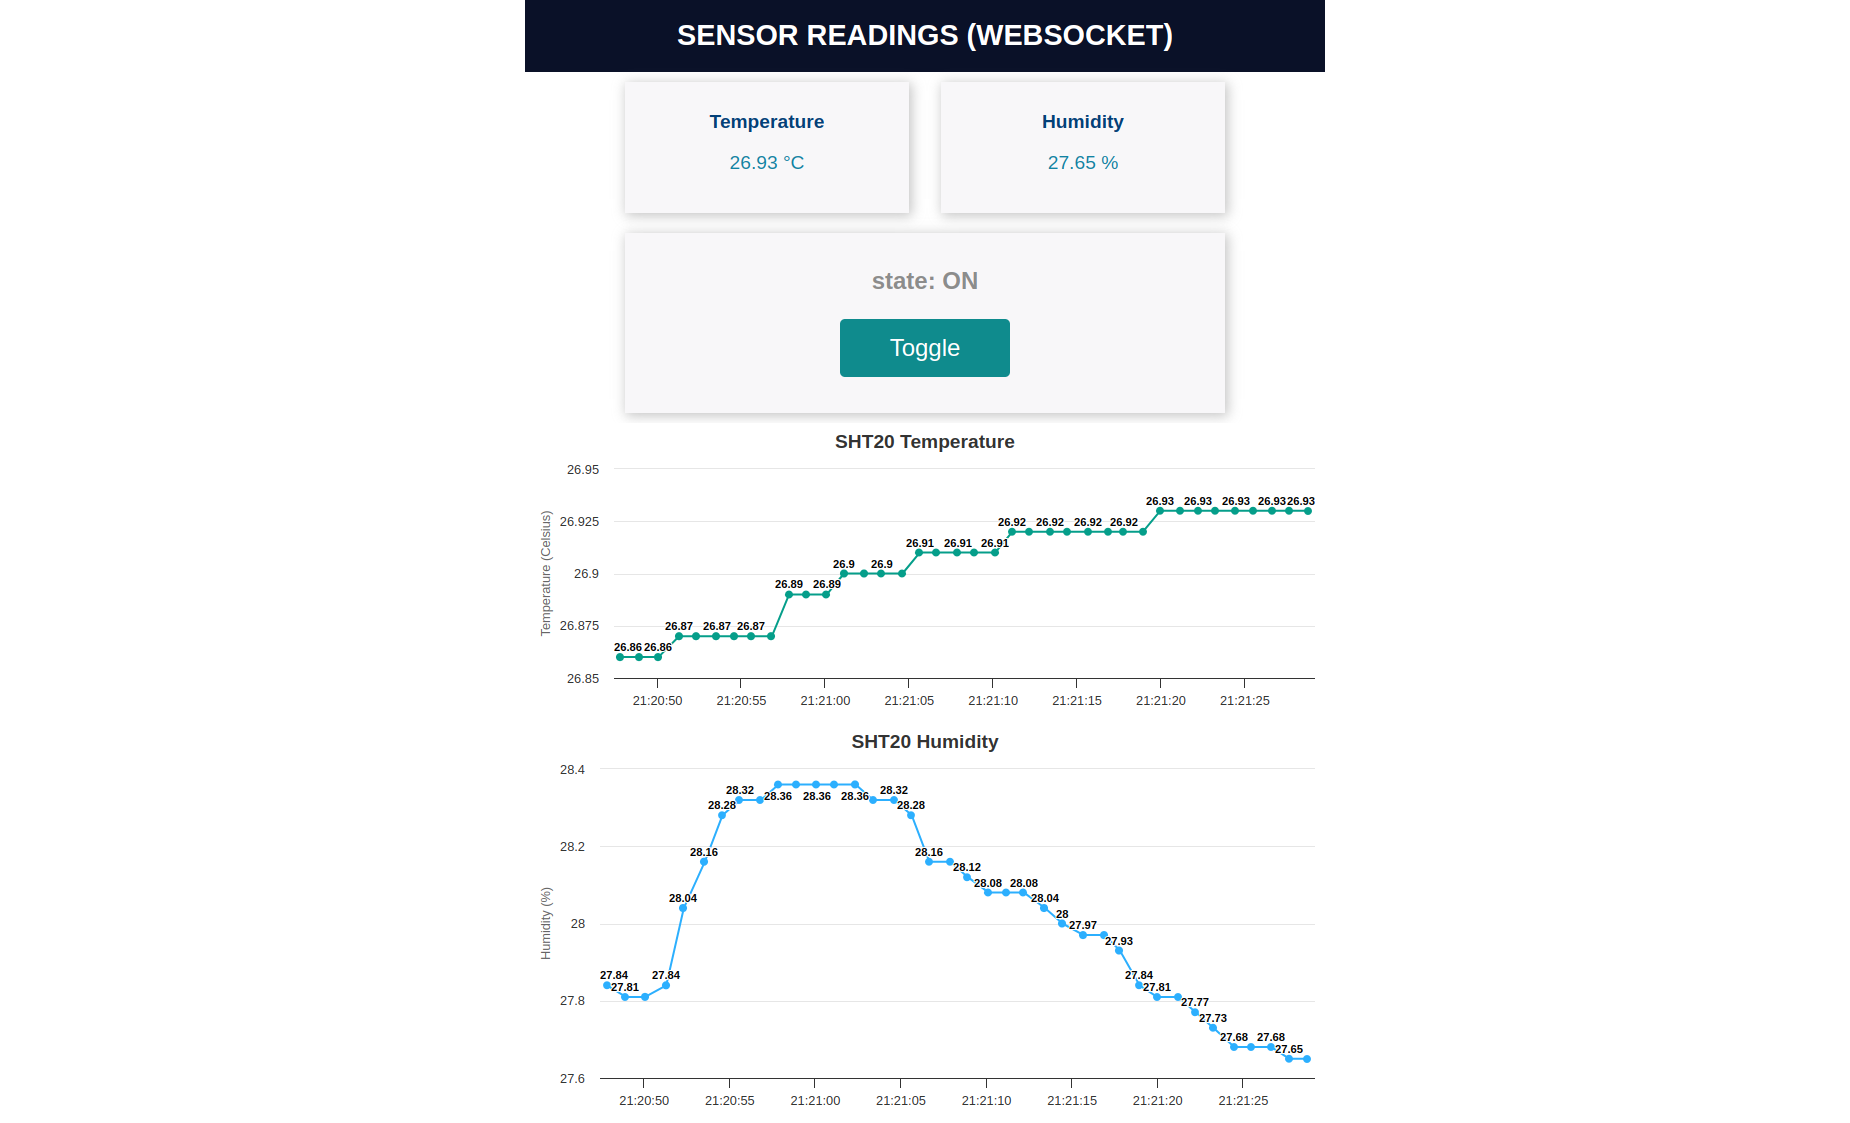 SENSOR READINGS (WEBSOCKET)
Temperature
26.93 °C
Humidity
27.65 %
state: ON
Toggle
SHT20 Temperature
Temperature (Celsius)
26.95
26.925
26.9
26.875
26.85
26.86 26.86 26.87 26.87 26.87 26.89 26.89 26.9 26.9 26.91 26.91 26.91 26.92 26.92 26.92 26.92 26.93 26.93 26.93 26.93 26.93
21:20:50 21:20:55 21:21:00 21:21:05 21:21:10 21:21:15 21:21:20 21:21:25
SHT20 Humidity
Humidity (%)
28.4
28.2
28
27.8
27.6
27.84 27.81 27.84 28.04 28.16 28.28 28.32 28.36 28.36 28.36 28.32 28.28 28.16 28.12 28.08 28.08 28.04 28 27.97 27.93 27.84 27.81 27.77 27.73 27.68 27.68 27.65
21:20:50 21:20:55 21:21:00 21:21:05 21:21:10 21:21:15 21:21:20 21:21:25